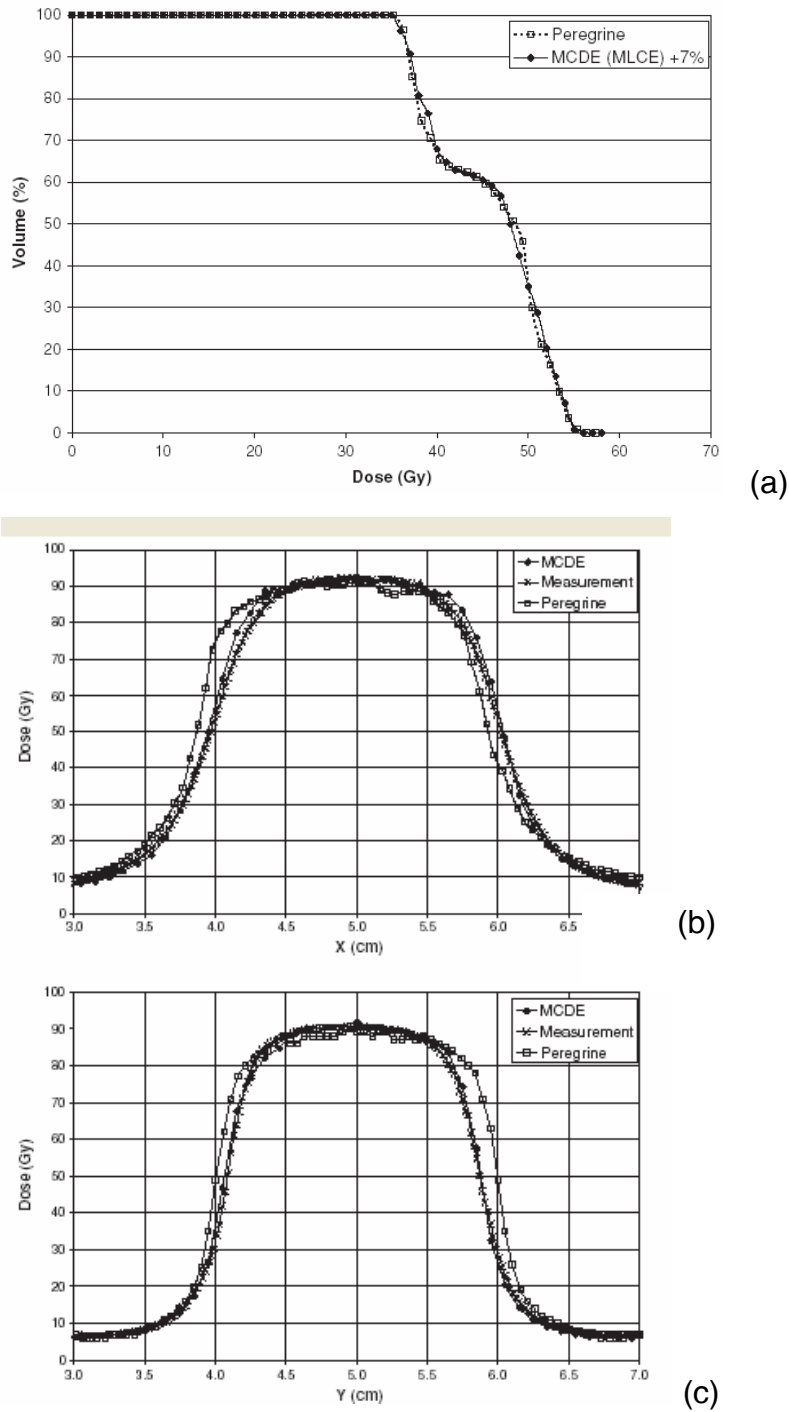 100
90
80
70
60
50
40
30
20
10
0
Volume (%)
Peregrine
MCDE (MLCE) +7%
0 10 20 30 40 50 60 70
Dose (Gy)
(a)
100
90
80
70
60
50
40
30
20
10
0
Dose (Gy)
MCDE
Measurement
Peregrine
3.0 3.5 4.0 4.5 5.0 5.5 6.0 6.5
X (cm)
(b)
100
90
80
70
60
50
40
30
20
10
0
Dose (Gy)
MCDE
Measurement
Peregrine
3.0 3.5 4.0 4.5 5.0 5.5 6.0 6.5 7.0
Y (cm)
(c)